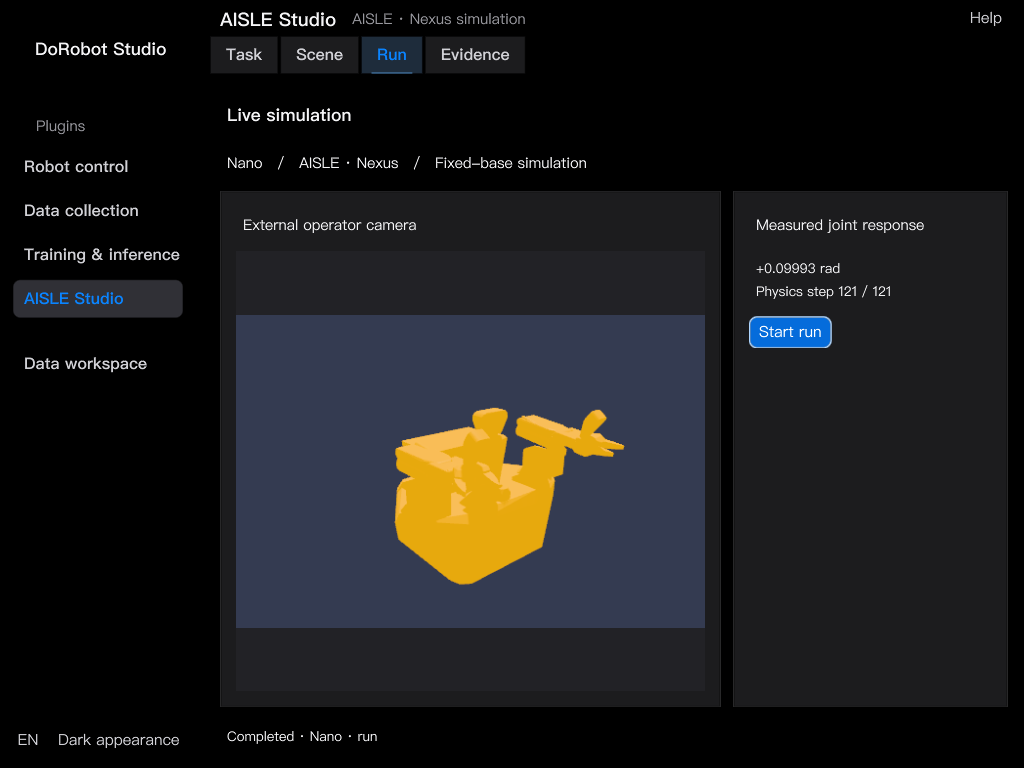 DoRobot Studio
Plugins
Robot control
Data collection
Training & inference
AISLE Studio
Data workspace
EN Dark appearance
AISLE Studio AISLE · Nexus simulation
Help
Task Scene Run Evidence
Live simulation
Nano / AISLE · Nexus / Fixed-base simulation
External operator camera
Measured joint response
+0.09993 rad
Physics step 121 / 121
Start run
Completed · Nano · run